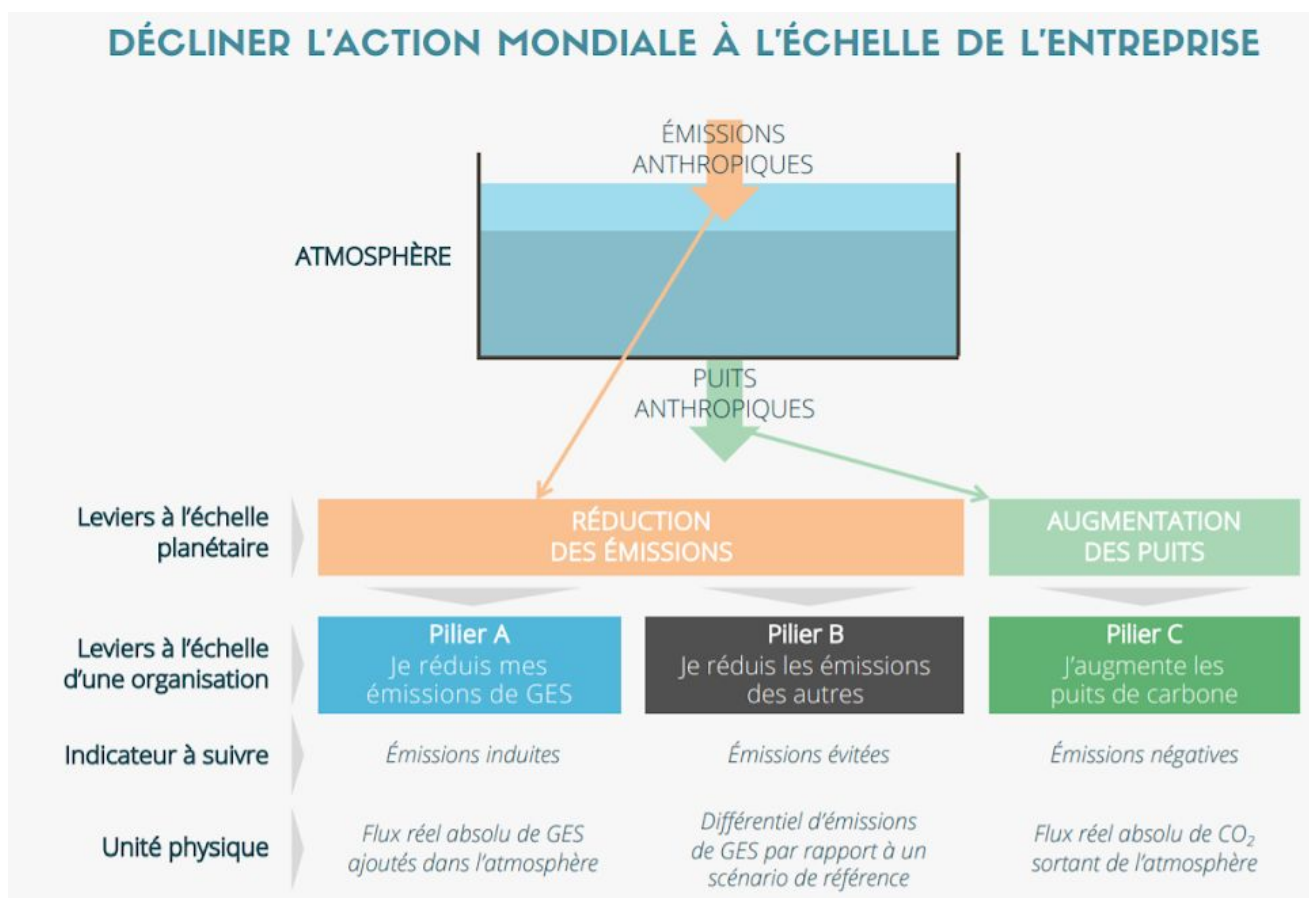 DÉCLINER L'ACTION MONDIALE À L'ÉCHELLE DE L'ENTREPRISE
ÉMISSIONS
ANTHROPIQUES
ATMOSPHÈRE
PUITS
ANTHROPIQUES
Leviers à l'échelle
planétaire
RÉDUCTION
DES ÉMISSIONS
AUGMENTATION
DES PUITS
Leviers à l'échelle
d'une organisation
Pilier A
Je réduis mes
émissions de GES
Pilier B
Je réduis les émissions
des autres
Pilier C
J'augmente les
puits de carbone
Indicateur à suivre
Émissions induites
Émissions évitées
Émissions négatives
Unité physique
Flux réel absolu de GES
ajoutés dans l'atmosphère
Différentiel d'émissions
de GES par rapport à un
scénario de référence
Flux réel absolu de CO₂
sortant de l'atmosphère